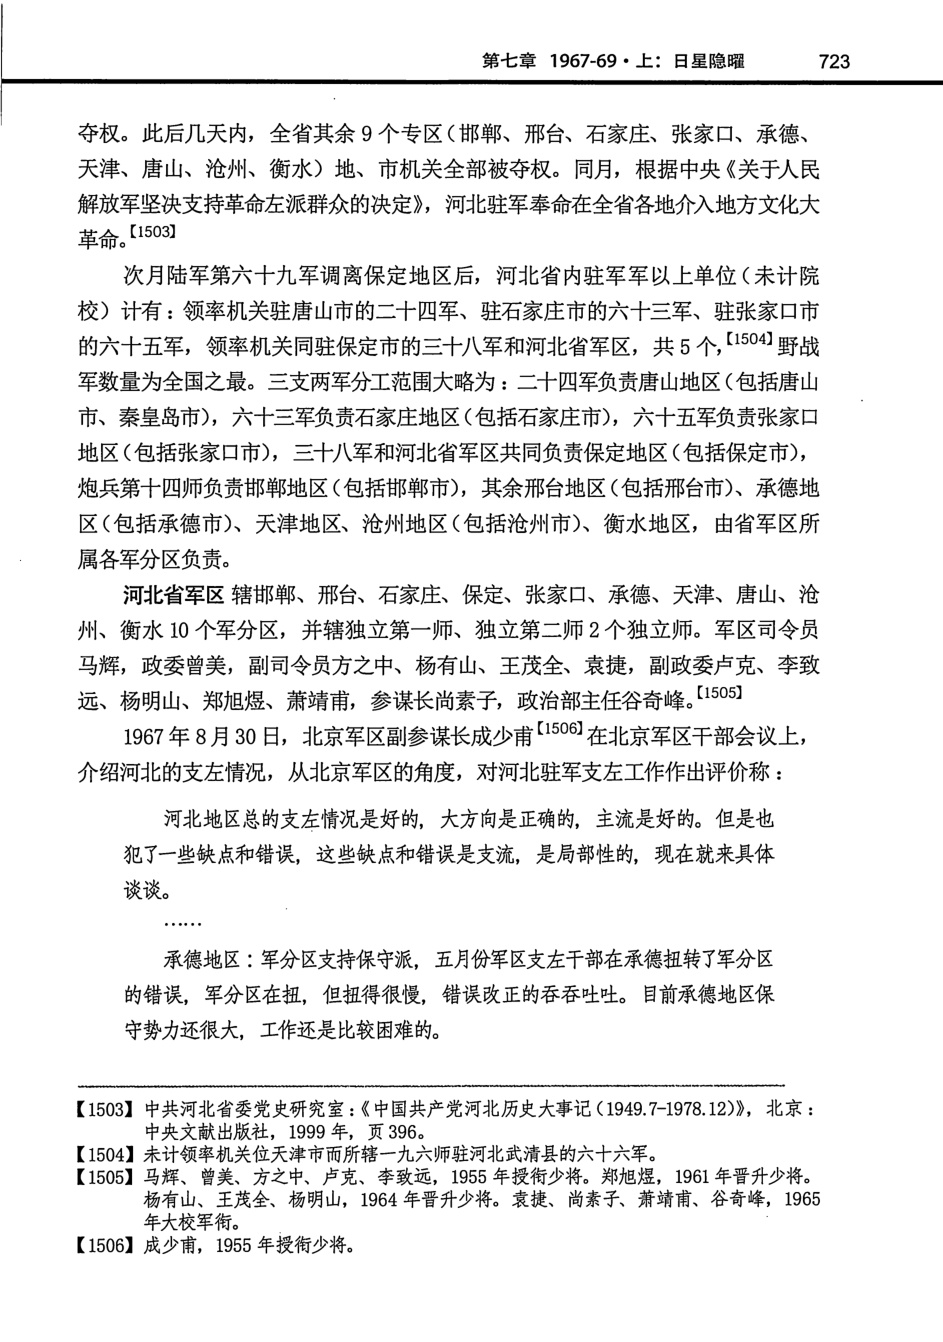 第七章 1967-69·上：日星隐曜 723
夺权。此后几天内，全省其余 9 个专区（邯郸、邢台、石家庄、张家口、承德、
天津、唐山、沧州、衡水）地、市机关全部被夺权。同月，根据中央《关于人民
解放军坚决支持革命左派群众的决定》，河北驻军奉命在全省各地介入地方文化大
革命。【1503】
次月陆军第六十九军调离保定地区后，河北省内驻军军以上单位（未计院
校）计有：领率机关驻唐山市的二十四军、驻石家庄市的六十三军、驻张家口市
的六十五军，领率机关同驻保定市的三十八军和河北省军区，共 5 个，【1504】野战
军数量为全国之最。三支两军分工范围大略为：二十四军负责唐山地区（包括唐山
市、秦皇岛市），六十三军负责石家庄地区（包括石家庄市），六十五军负责张家口
地区（包括张家口市），三十八军和河北省军区共同负责保定地区（包括保定市），
炮兵第十四师负责邯郸地区（包括邯郸市），其余邢台地区（包括邢台市）、承德地
区（包括承德市）、天津地区、沧州地区（包括沧州市）、衡水地区，由省军区所
属各军分区负责。
河北省军区 辖邯郸、邢台、石家庄、保定、张家口、承德、天津、唐山、沧
州、衡水 10 个军分区，并辖独立第一师、独立第二师 2 个独立师。军区司令员
马辉，政委曾美，副司令员方之中、杨有山、王茂全、袁捷，副政委卢克、李致
远、杨明山、郑旭煜、萧靖甫，参谋长尚素子，政治部主任谷奇峰。【1505】
1967 年 8 月 30 日，北京军区副参谋长成少甫【1506】在北京军区干部会议上，
介绍河北的支左情况，从北京军区的角度，对河北驻军支左工作作出评价称：
河北地区总的支左情况是好的，大方向是正确的，主流是好的。但是也
犯了一些缺点和错误，这些缺点和错误是支流，是局部性的，现在就来具体
谈谈。
……
承德地区：军分区支持保守派，五月份军区支左干部在承德扭转了军分区
的错误，军分区在扭，但扭得很慢，错误改正的吞吞吐吐。目前承德地区保
守势力还很大，工作还是比较困难的。
【1503】中共河北省委党史研究室：《中国共产党河北历史大事记（1949.7-1978.12）》，北京：
中央文献出版社，1999 年，页 396。
【1504】未计领率机关位天津市而所辖一九六师驻河北武清县的六十六军。
【1505】马辉、曾美、方之中、卢克、李致远，1955 年授衔少将。郑旭煜，1961 年晋升少将。
杨有山、王茂全、杨明山，1964 年晋升少将。袁捷、尚素子、萧靖甫、谷奇峰，1965
年大校军衔。
【1506】成少甫，1955 年授衔少将。